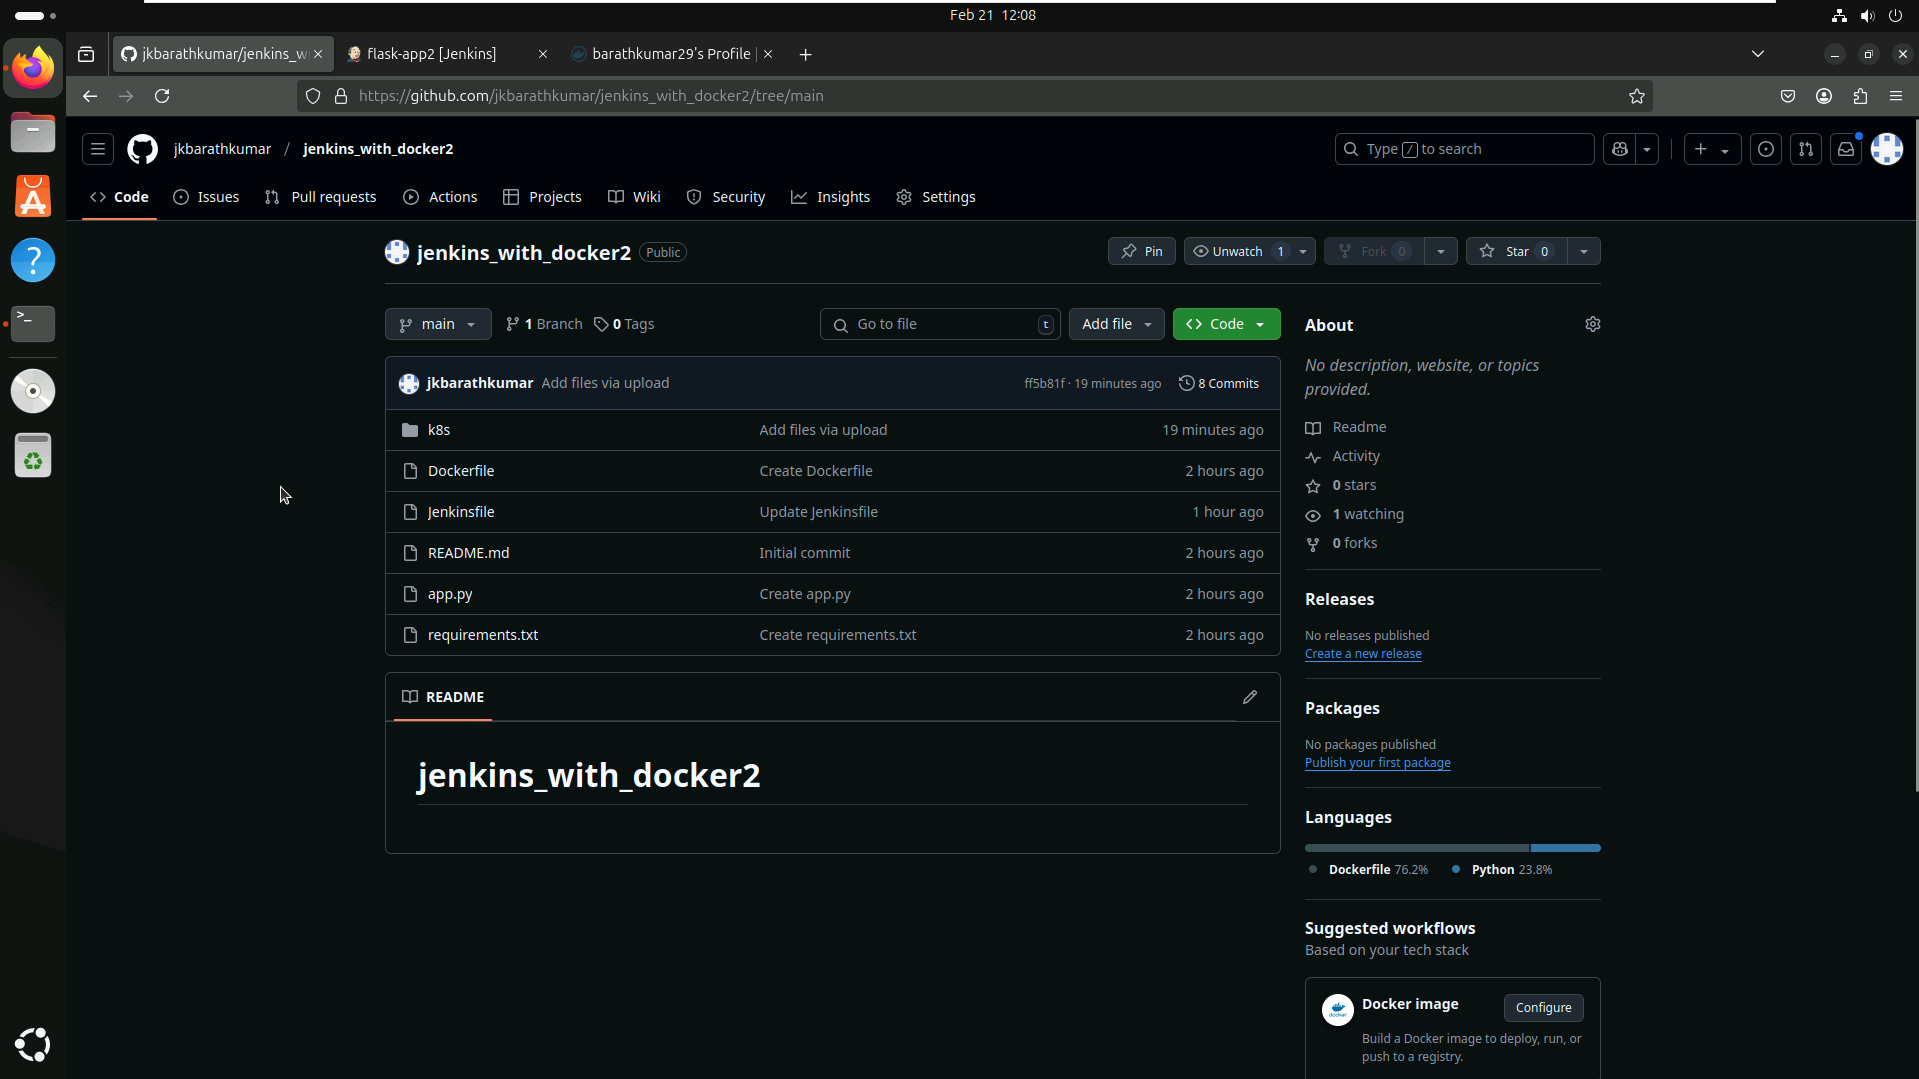 Feb 21 12:08
jkbarathkumar/jenkins_w
flask-app2 [Jenkins]
barathkumar29's Profile |
https://github.com/jkbarathkumar/jenkins_with_docker2/tree/main
jkbarathkumar / jenkins_with_docker2
Type / to search
Code
Issues
Pull requests
Actions
Projects
Wiki
Security
Insights
Settings
jenkins_with_docker2 Public
Pin
Unwatch 1
Fork 0
Star 0
main
1 Branch
0 Tags
Go to file t
Add file
Code
jkbarathkumar Add files via upload ff5b81f · 19 minutes ago 8 Commits
k8s Add files via upload 19 minutes ago
Dockerfile Create Dockerfile 2 hours ago
Jenkinsfile Update Jenkinsfile 1 hour ago
README.md Initial commit 2 hours ago
app.py Create app.py 2 hours ago
requirements.txt Create requirements.txt 2 hours ago
README
jenkins_with_docker2
About
No description, website, or topics
provided.
Readme
Activity
0 stars
1 watching
0 forks
Releases
No releases published
Create a new release
Packages
No packages published
Publish your first package
Languages
Dockerfile 76.2% Python 23.8%
Suggested workflows
Based on your tech stack
docker
Docker image
Configure
Build a Docker image to deploy, run, or
push to a registry.